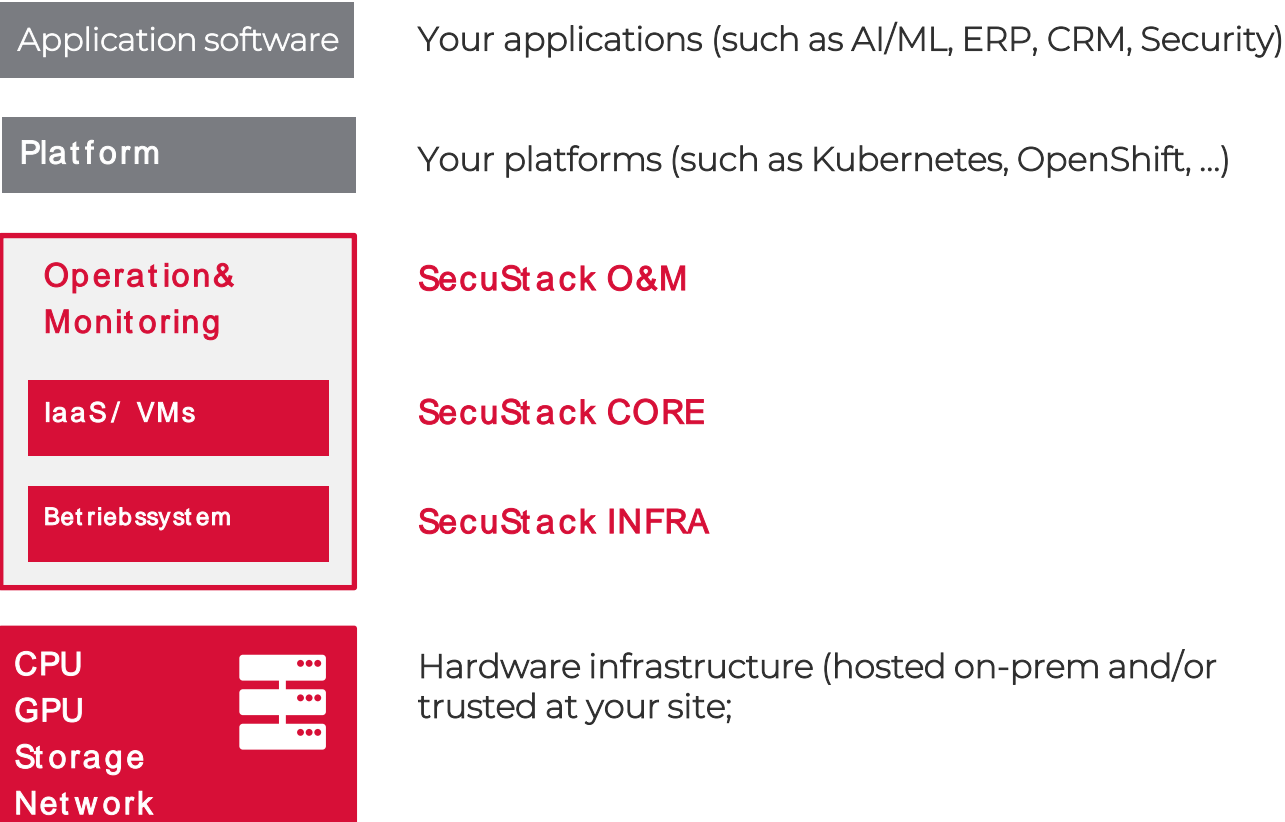 Application software
Your applications (such as AI/ML, ERP, CRM, Security)
Platform
Your platforms (such as Kubernetes, OpenShift, ...)
Operation&
Monitoring
SecuStack O&M
IaaS/ VMs
SecuStack CORE
Betriebssystem
SecuStack INFRA
CPU
GPU
Storage
Network
Hardware infrastructure (hosted on-prem and/or
trusted at your site;